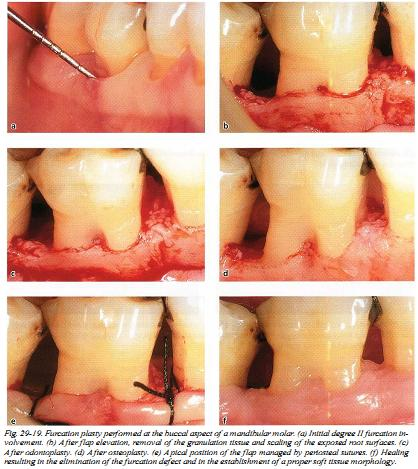 a
b
c
d
e
f
Fig. 29-19. Furcation plasty performed at the buccal aspect of a mandibular molar. (a) Initial degree II furcation in-
volvement. (b) After flap elevation, removal of the granulation tissue and scaling of the exposed root surfaces. (c)
After odontoplasty. (d) After osteoplasty. (e) Apical position of the flap managed by periosteal sutures. (f) Healing
resulting in the elimination of the furcation defect and in the establishment of a proper soft tissue morphology.